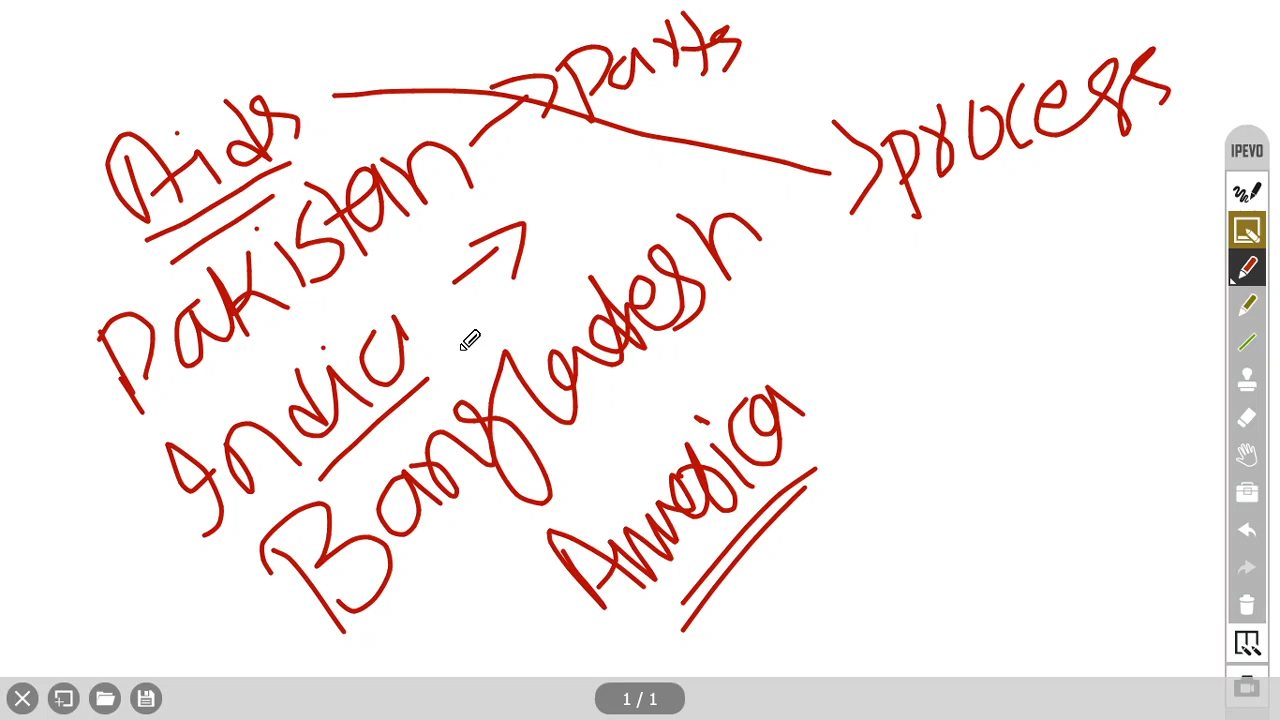 Aids
Parts
process
Pakistan
India
Bangladesh
America
IPEVO
1 / 1